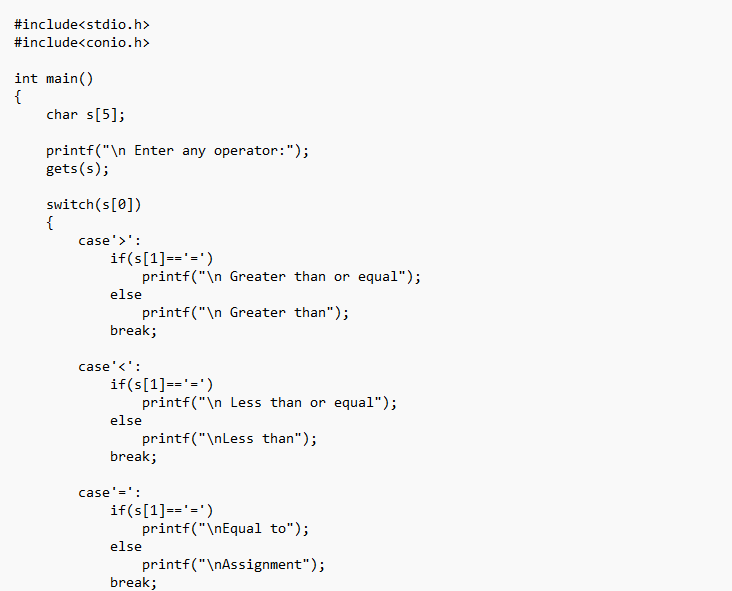 #include<stdio.h>
#include<conio.h>

int main()
{
    char s[5];

    printf("\n Enter any operator:");
    gets(s);

    switch(s[0])
    {
        case'>':
            if(s[1]=='=')
                printf("\n Greater than or equal");
            else
                printf("\n Greater than");
            break;

        case'<':
            if(s[1]=='=')
                printf("\n Less than or equal");
            else
                printf("\nLess than");
            break;

        case'=':
            if(s[1]=='=')
                printf("\nEqual to");
            else
                printf("\nAssignment");
            break;